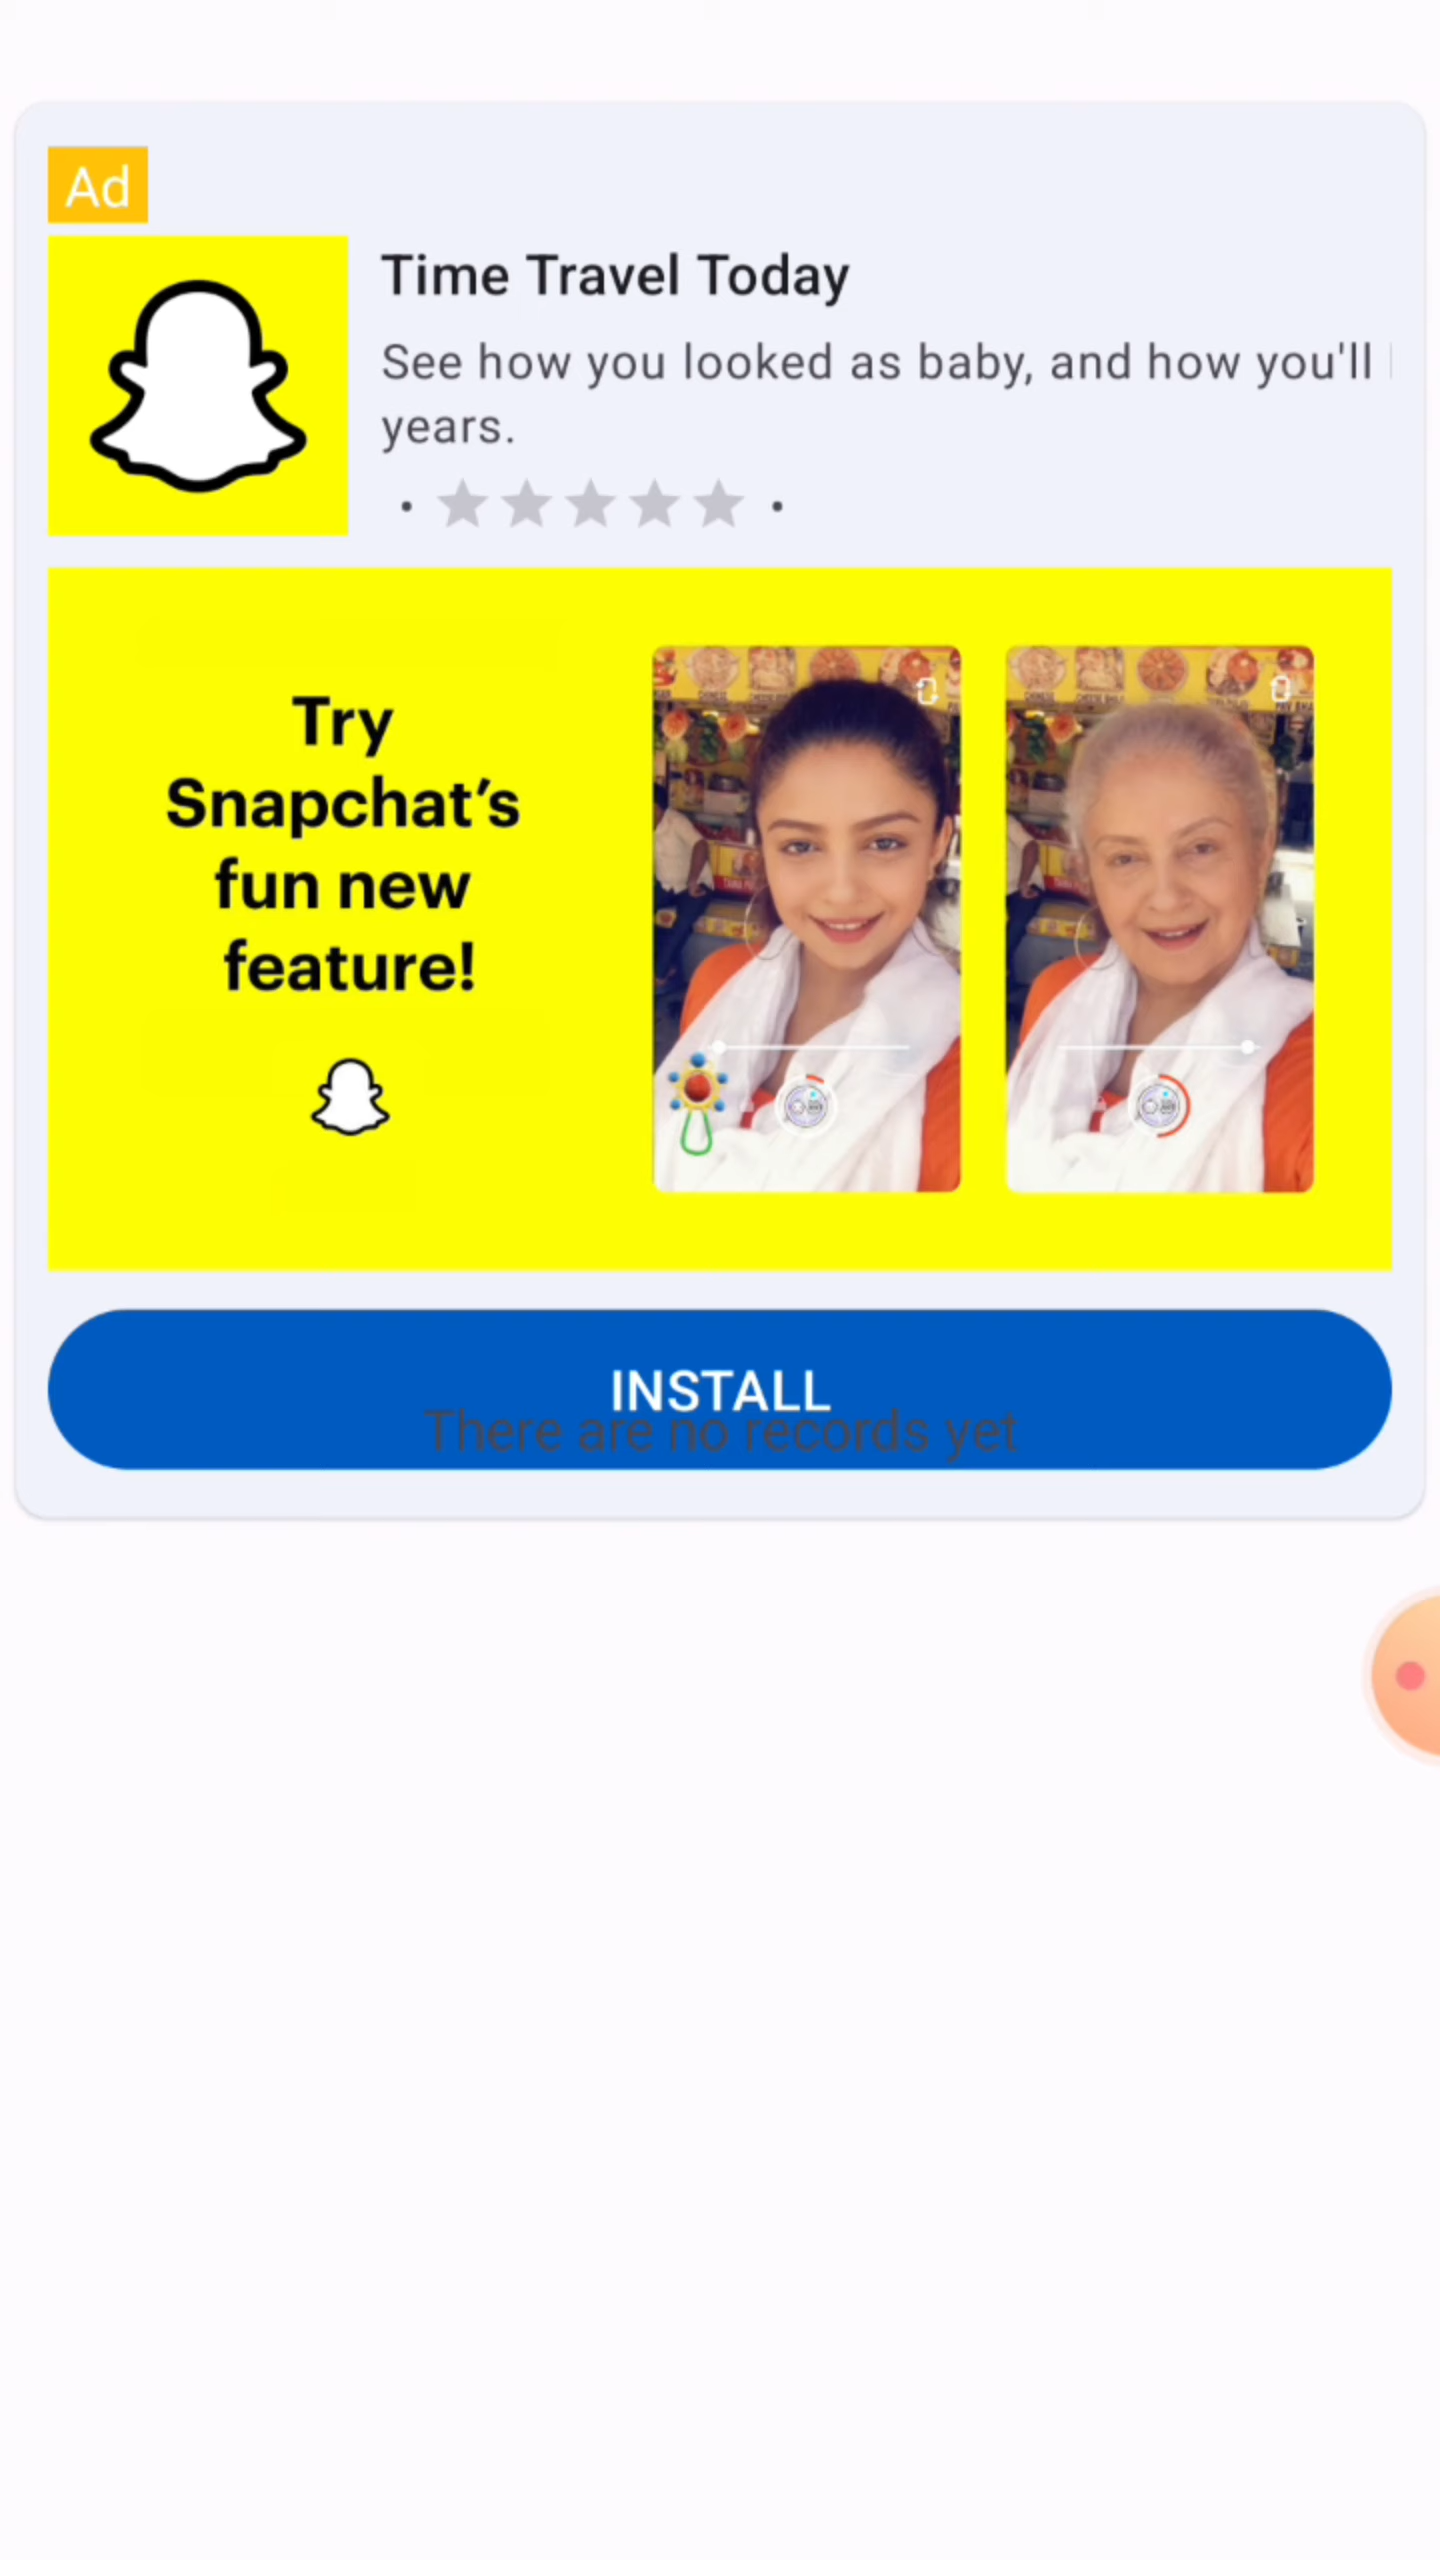 Ad
Time Travel Today
See how you looked as baby, and how you'll
years.
Try
Snapchat’s
fun new
feature!
INSTALL
There are no records yet